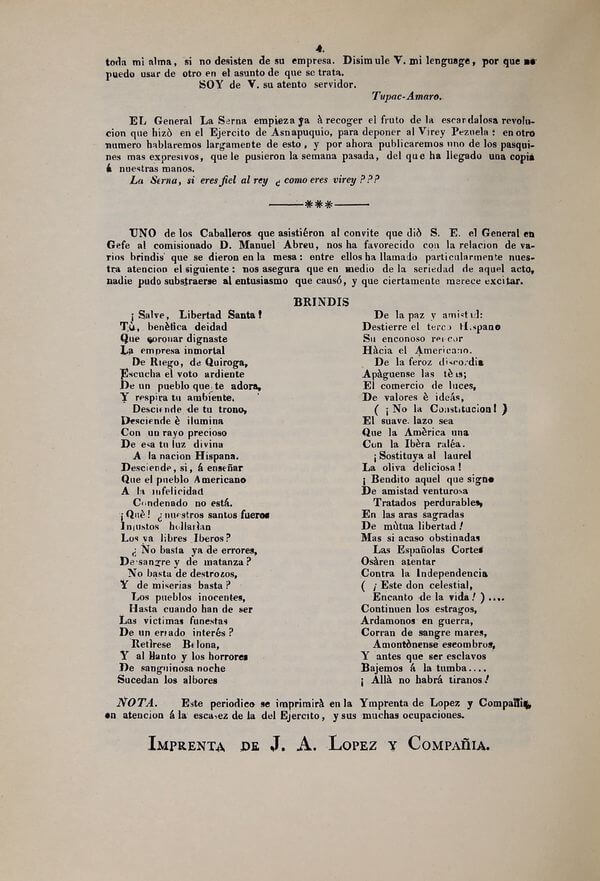 4.
toda mi alma, si no desisten de su empresa. Disimule V. mi lenguage, por que no
puedo usar de otro en el asunto de que se trata.
SOY de V. su atento servidor.
Tupac-Amaro.
EL General La Serna empieza ya à recoger el fruto de la escardalosa revolu-
cion que hizò en el Ejercito de Asnapuquio, para deponer al Virey Pezuela: en otro
numero hablaremos largamente de esto, y por ahora publicaremos uno de los pasqui-
nes mas expresivos, que le pusieron la semana pasada, del que ha llegado una copia
á nuestras manos.
La Serna, si eres fiel al rey ¿ como eres virey ???
***
UNO de los Caballeros que asistiéron al convite que diò S. E. el General en
Gefe al comisionado D. Manuel Abreu, nos ha favorecido con la relacion de va-
rios brindis que se dieron en la mesa: entre ellos ha llamado particularmente nues-
tra atencion el siguiente: nos asegura que en medio de la seriedad de aquel acto,
nadie pudo substraerse al entusiasmo que causó, y que ciertamente merece excitar.
BRINDIS
¡ Salve, Libertad Santa!
Tù, benèfica deidad
Que coronar dignaste
La empresa inmortal
De Riego, de Quiroga,
Escucha el voto ardiente
De un pueblo que te adora,
Y respira tu ambiente.
Desciende de tu trono,
Desciende è ilumina
Con un rayo precioso
De esa tu luz divina
A la nacion Hispana.
Desciende, si, á enseñar
Que el pueblo Americano
A la infelicidad
Condenado no está.
¡ Què! ¿ nuestros santos fueros
Injustos hollarian
Los va libres Iberos?
¿ No basta ya de errores,
De sangre y de matanza?
No basta de destrozos,
Y de miserias basta?
Los pueblos inocentes,
Hasta cuando han de ser
Las victimas funestas
De un errado interés?
Retìrese Belona,
Y al llanto y los horrores
De sanguinosa noche
Sucedan los albores
De la paz y amistad:
Destierre el terco Hispano
Su enconoso rencor
Hàcia el Americano.
De la feroz discordia
Apàguense las tèas;
El comercio de luces,
De valores è ideás,
( ¡ No la Constitucion! )
El suave lazo sea
Que la Amèrica una
Con la Ibèra raléa.
¡ Sostituya al laurel
La oliva deliciosa!
¡ Bendito aquel que signe
De amistad venturosa
Tratados perdurables,
En las aras sagradas
De mùtua libertad!
Mas si acaso obstinadas
Las Españolas Cortes
Osàren atentar
Contra la Independencia
( ¡ Este don celestial,
Encanto de la vida! ) ....
Continuen los estragos,
Ardamonos en guerra,
Corran de sangre mares,
Amontònense escombros,
Y antes que ser esclavos
Bajemos á la tumba....
¡ Allà no habrá tiranos!
NOTA. Este periodico se imprimirà en la Ymprenta de Lopez y Compañia,
en atencion á la escasez de la del Ejercito, y sus muchas ocupaciones.
IMPRENTA DE J. A. LOPEZ Y COMPAÑIA.